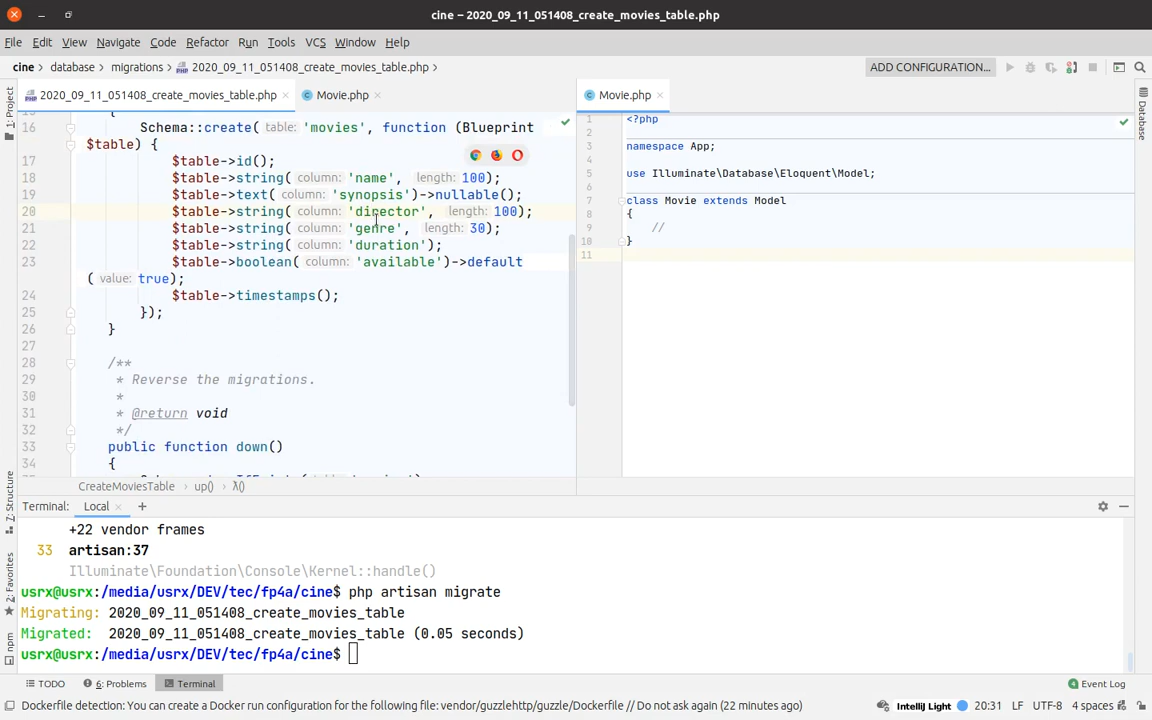 cine – 2020_09_11_051408_create_movies_table.php
File Edit View Navigate Code Refactor Run Tools VCS Window Help
cine database migrations 2020_09_11_051408_create_movies_table.php
ADD CONFIGURATION...
2020_09_11_051408_create_movies_table.php Movie.php
Movie.php
1: Project
Database
{
16 Schema::create( table: 'movies', function (Blueprint
$table) {
17 $table->id();
18 $table->string( column: 'name', length: 100);
19 $table->text( column: 'synopsis')->nullable();
20 $table->string( column: 'director', length: 100);
21 $table->string( column: 'genre', length: 30);
22 $table->string( column: 'duration');
23 $table->boolean( column: 'available')->default
( value: true);
24 $table->timestamps();
25 });
26 }
27
28 /**
29 * Reverse the migrations.
30 *
31 * @return void
32 */
33 public function down()
34 {
CreateMoviesTable up() λ()
1 <?php
2
3 namespace App;
4
5 use Illuminate\Database\Eloquent\Model;
6
7 class Movie extends Model
8 {
9 //
10 }
11
7: Structure
2: Favorites
npm
Terminal: Local
+22 vendor frames
33 artisan:37
Illuminate\Foundation\Console\Kernel::handle()
usrx@usrx:/media/usrx/DEV/tec/fp4a/cine$ php artisan migrate
Migrating: 2020_09_11_051408_create_movies_table
Migrated: 2020_09_11_051408_create_movies_table (0.05 seconds)
usrx@usrx:/media/usrx/DEV/tec/fp4a/cine$
TODO 6: Problems Terminal 4 Event Log
Dockerfile detection: You can create a Docker run configuration for the following file: vendor/guzzlehttp/guzzle/Dockerfile // Do not ask again (22 minutes ago) IntelliJ Light 20:31 LF UTF-8 4 spaces